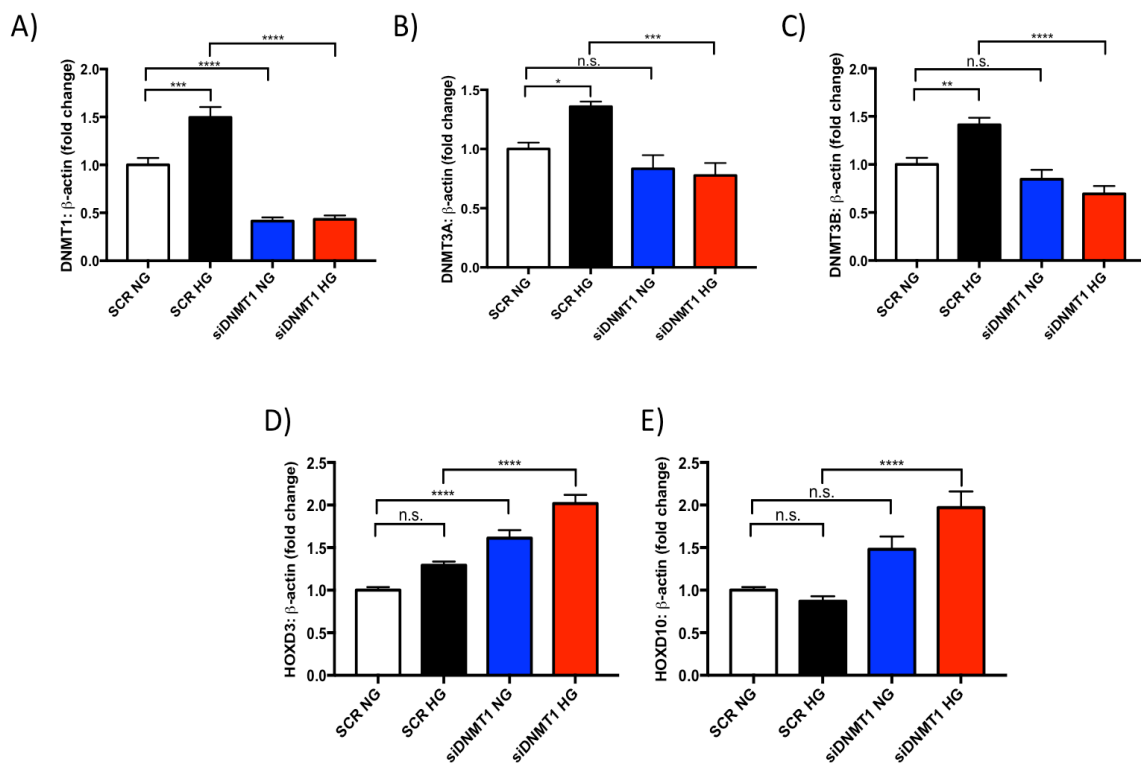 A)
****
****
***
2.0
1.5
1.0
0.5
0.0
DNMT1: β-actin (fold change)
SCR NG
SCR HG
siDNMT1 NG
siDNMT1 HG
B)
***
n.s.
*
1.5
1.0
0.5
0.0
DNMT3A: β-actin (fold change)
SCR NG
SCR HG
siDNMT1 NG
siDNMT1 HG
C)
****
n.s.
**
2.0
1.5
1.0
0.5
0.0
DNMT3B: β-actin (fold change)
SCR NG
SCR HG
siDNMT1 NG
siDNMT1 HG
D)
****
****
n.s.
2.5
2.0
1.5
1.0
0.5
0.0
HOXD3: β-actin (fold change)
SCR NG
SCR HG
siDNMT1 NG
siDNMT1 HG
E)
****
n.s.
n.s.
2.5
2.0
1.5
1.0
0.5
0.0
HOXD10: β-actin (fold change)
SCR NG
SCR HG
siDNMT1 NG
siDNMT1 HG